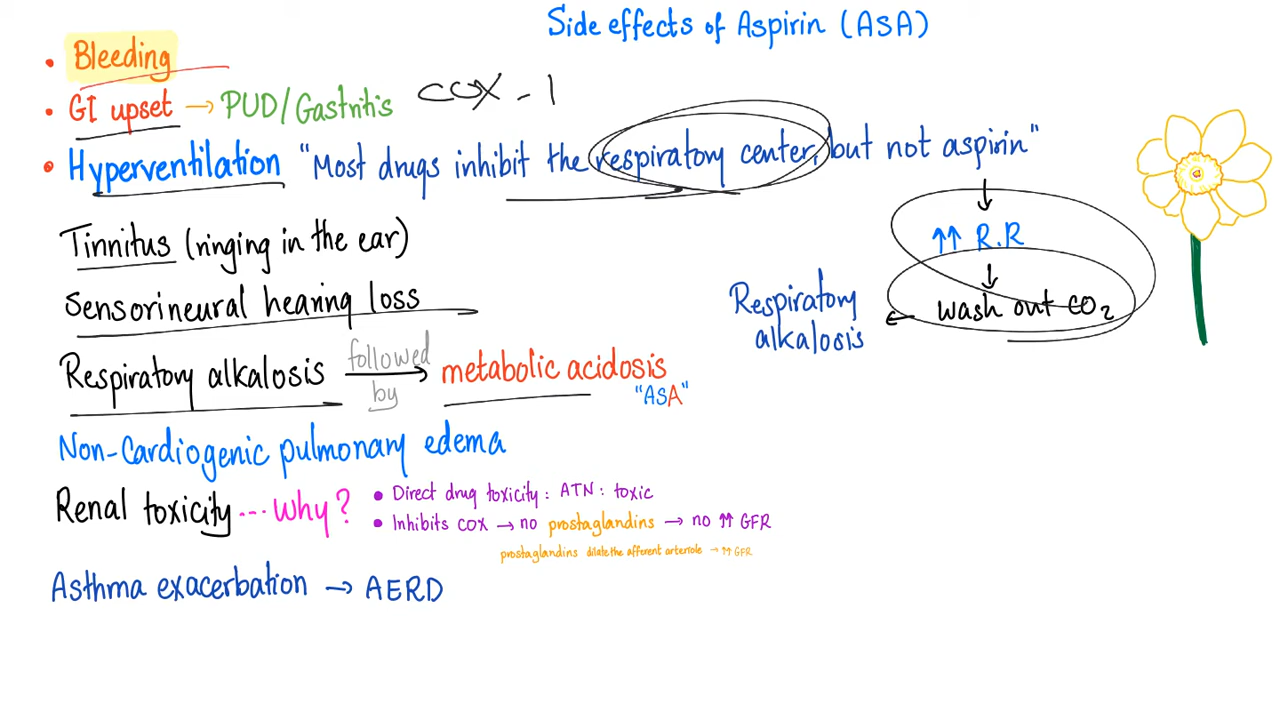 Side effects of Aspirin (ASA)
• Bleeding
• GI upset → PUD/Gastritis COX-1
• Hyperventilation "Most drugs inhibit the respiratory center, but not aspirin"
↓
↑↑ R.R
↓
wash out CO₂
←
Respiratory alkalosis
Tinnitus (ringing in the ear)
Sensorineural hearing loss
Respiratory alkalosis followed by → metabolic acidosis
"ASA"
Non-Cardiogenic pulmonary edema
Renal toxicity ... Why?
• Direct drug toxicity: ATN: toxic
• Inhibits COX → no prostaglandins → no ↑↑ GFR
prostaglandins dilate the afferent arteriole → ↑↑ GFR
Asthma exacerbation → AERD